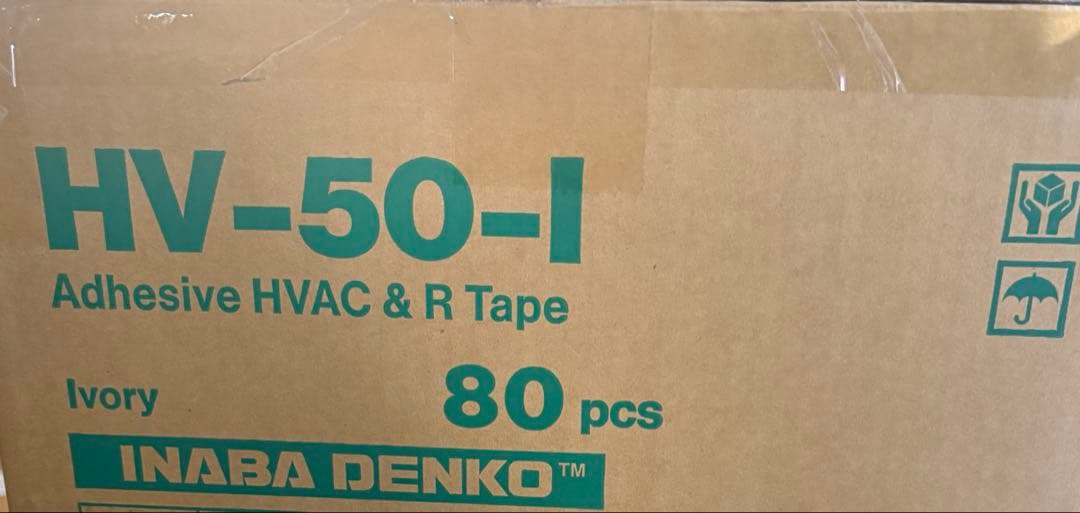 HV-50-I
Adhesive HVAC & R Tape
Ivory
80 pcs
INABA DENKO™